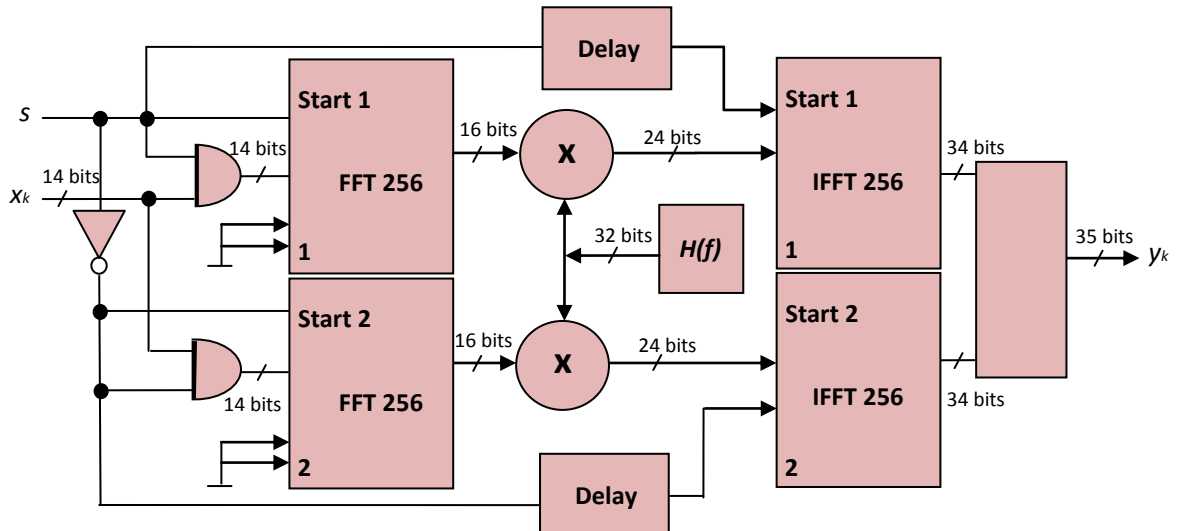 Delay
s
Start 1
16 bits
X
24 bits
Start 1
34 bits
14 bits
14 bits
xk
FFT 256
IFFT 256
32 bits
H(f)
35 bits
yk
1
1
Start 2
16 bits
X
24 bits
Start 2
14 bits
FFT 256
IFFT 256
34 bits
2
2
Delay